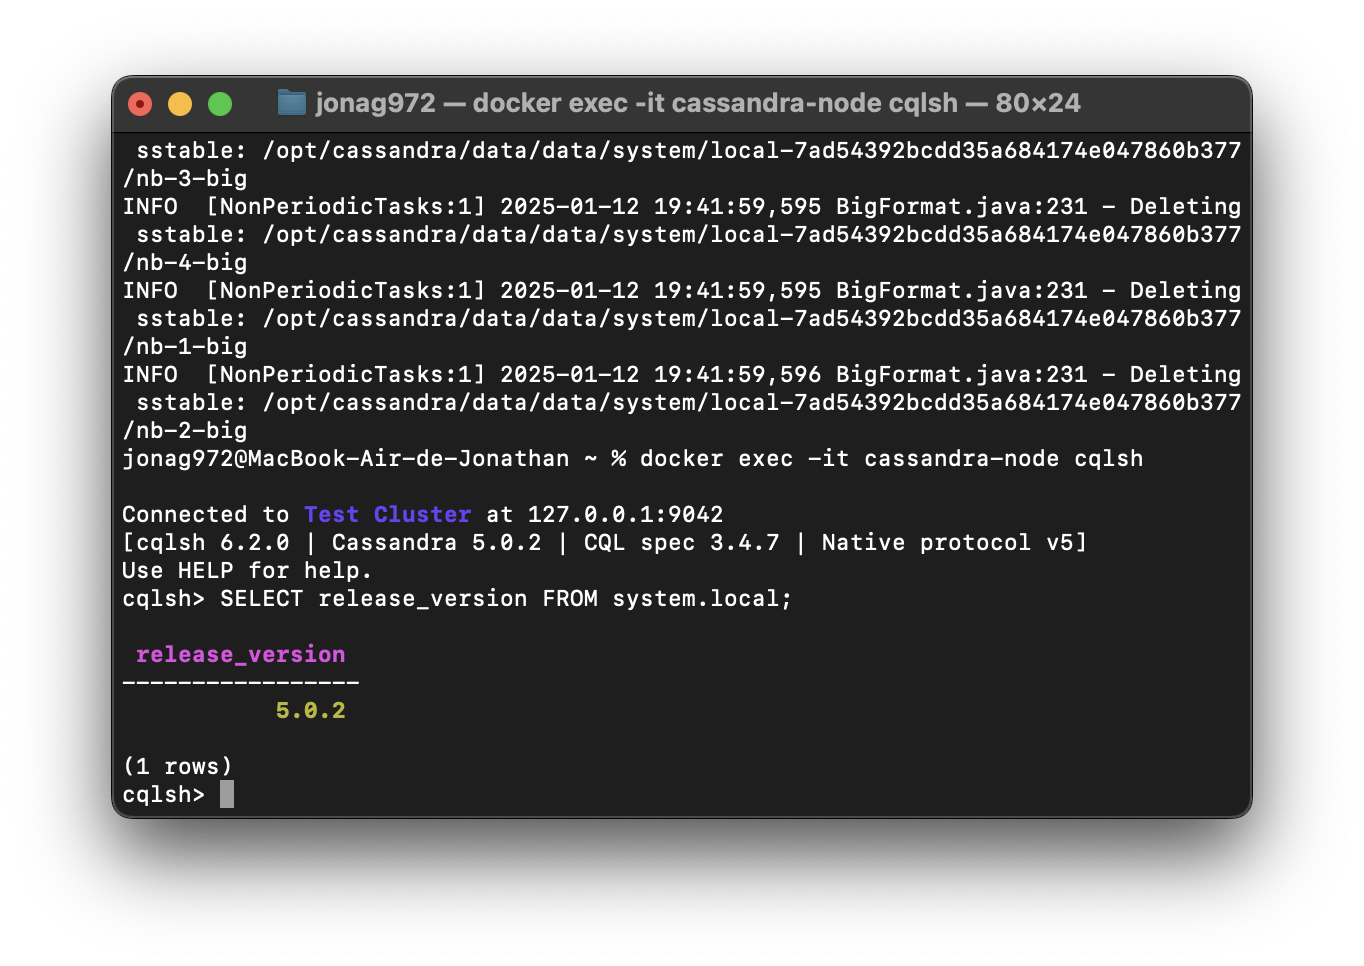 jonag972 — docker exec -it cassandra-node cqlsh — 80×24
 sstable: /opt/cassandra/data/data/system/local-7ad54392bcdd35a684174e047860b377
/nb-3-big
INFO  [NonPeriodicTasks:1] 2025-01-12 19:41:59,595 BigFormat.java:231 - Deleting
 sstable: /opt/cassandra/data/data/system/local-7ad54392bcdd35a684174e047860b377
/nb-4-big
INFO  [NonPeriodicTasks:1] 2025-01-12 19:41:59,595 BigFormat.java:231 - Deleting
 sstable: /opt/cassandra/data/data/system/local-7ad54392bcdd35a684174e047860b377
/nb-1-big
INFO  [NonPeriodicTasks:1] 2025-01-12 19:41:59,596 BigFormat.java:231 - Deleting
 sstable: /opt/cassandra/data/data/system/local-7ad54392bcdd35a684174e047860b377
/nb-2-big
jonag972@MacBook-Air-de-Jonathan ~ % docker exec -it cassandra-node cqlsh
Connected to Test Cluster at 127.0.0.1:9042
[cqlsh 6.2.0 | Cassandra 5.0.2 | CQL spec 3.4.7 | Native protocol v5]
Use HELP for help.
cqlsh> SELECT release_version FROM system.local;
 release_version
-----------------
           5.0.2
(1 rows)
cqlsh>